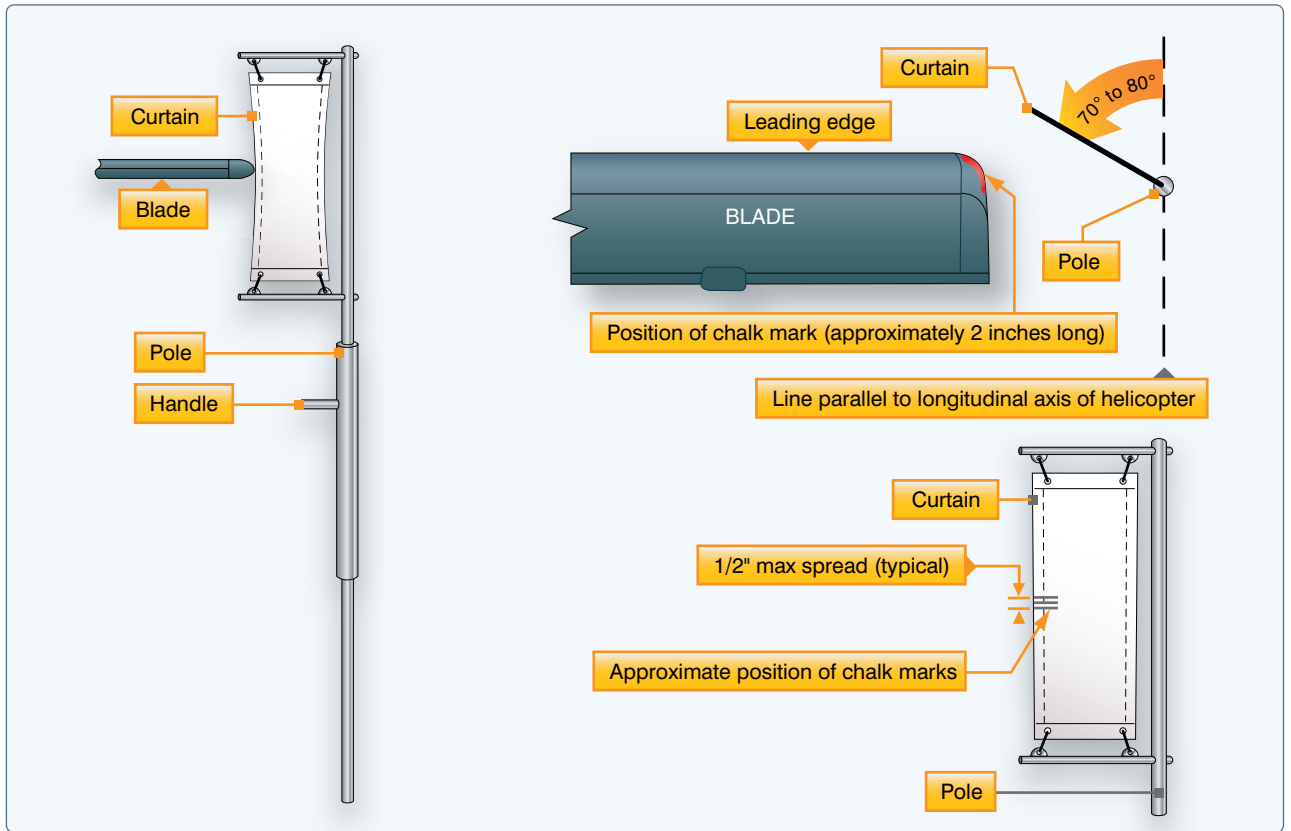 Curtain
Blade
Pole
Handle
Leading edge
BLADE
Position of chalk mark (approximately 2 inches long)
Curtain
70° to 80°
Pole
Line parallel to longitudinal axis of helicopter
Curtain
1/2" max spread (typical)
Approximate position of chalk marks
Pole